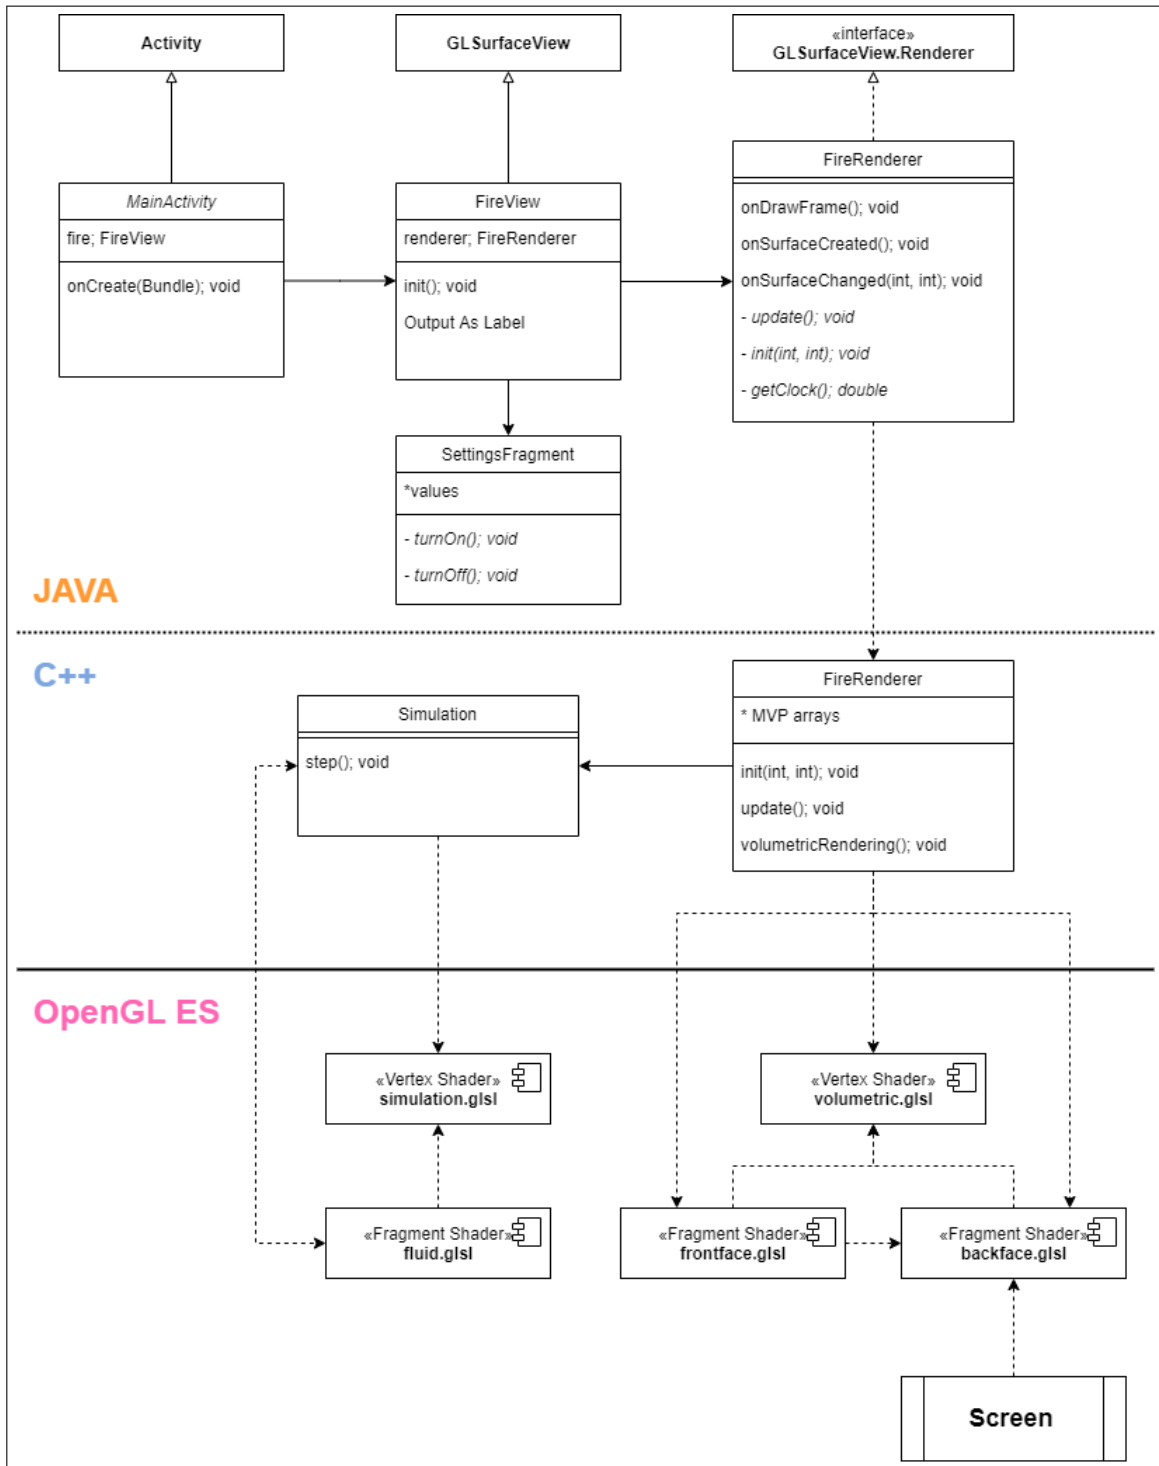 Activity
GLSurfaceView
«interface»
GLSurfaceView.Renderer
MainActivity
fire; FireView
onCreate(Bundle); void
FireView
renderer; FireRenderer
init(); void
Output As Label
FireRenderer
onDrawFrame(); void
onSurfaceCreated(); void
onSurfaceChanged(int, int); void
- update(); void
- init(int, int); void
- getClock(); double
SettingsFragment
*values
- turnOn(); void
- turnOff(); void
JAVA
C++
Simulation
step(); void
FireRenderer
* MVP arrays
init(int, int); void
update(); void
volumetricRendering(); void
OpenGL ES
«Vertex Shader»
simulation.glsl
«Vertex Shader»
volumetric.glsl
«Fragment Shader»
fluid.glsl
«Fragment Shader»
frontface.glsl
«Fragment Shader»
backface.glsl
Screen